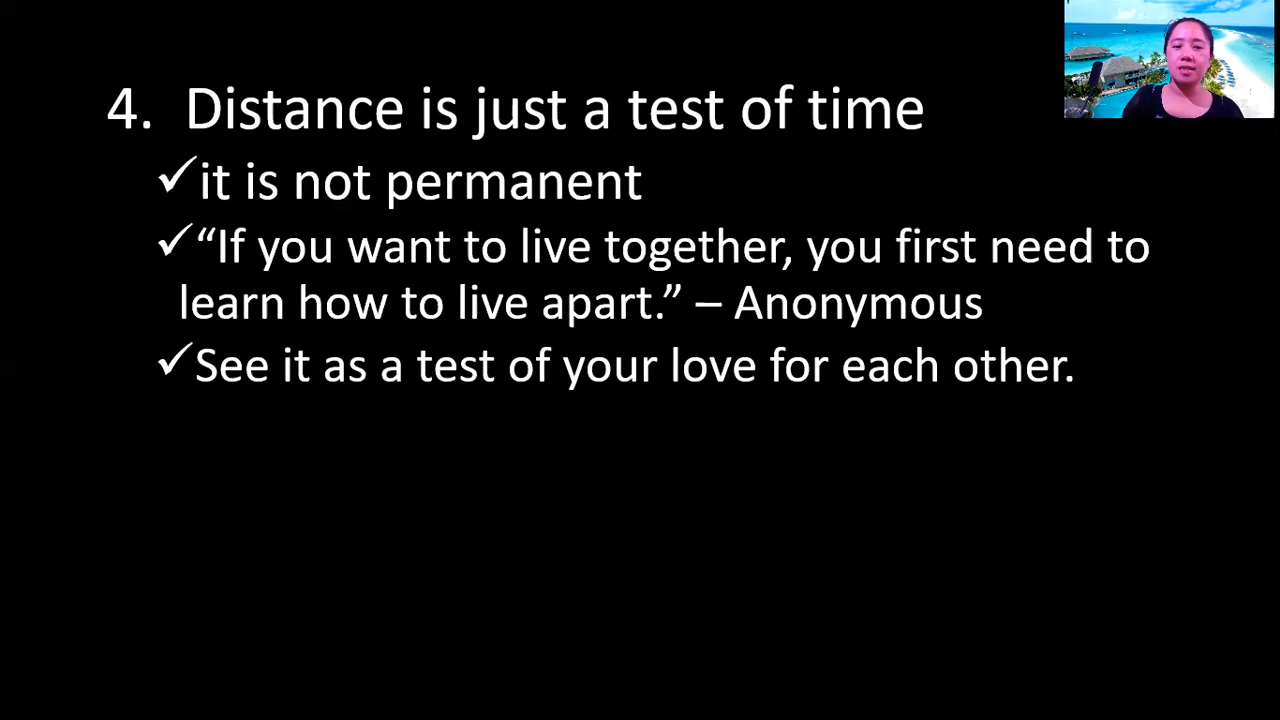 4. Distance is just a test of time
✓it is not permanent
✓“If you want to live together, you first need to
learn how to live apart.” – Anonymous
✓See it as a test of your love for each other.